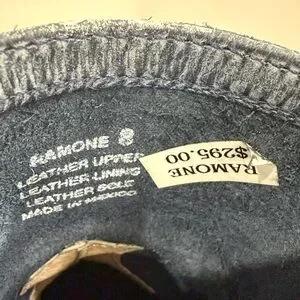 RAMONE 8
LEATHER UPPER
LEATHER LINING
LEATHER SOLE
MADE IN MEXICO
RAMONE
$295.00